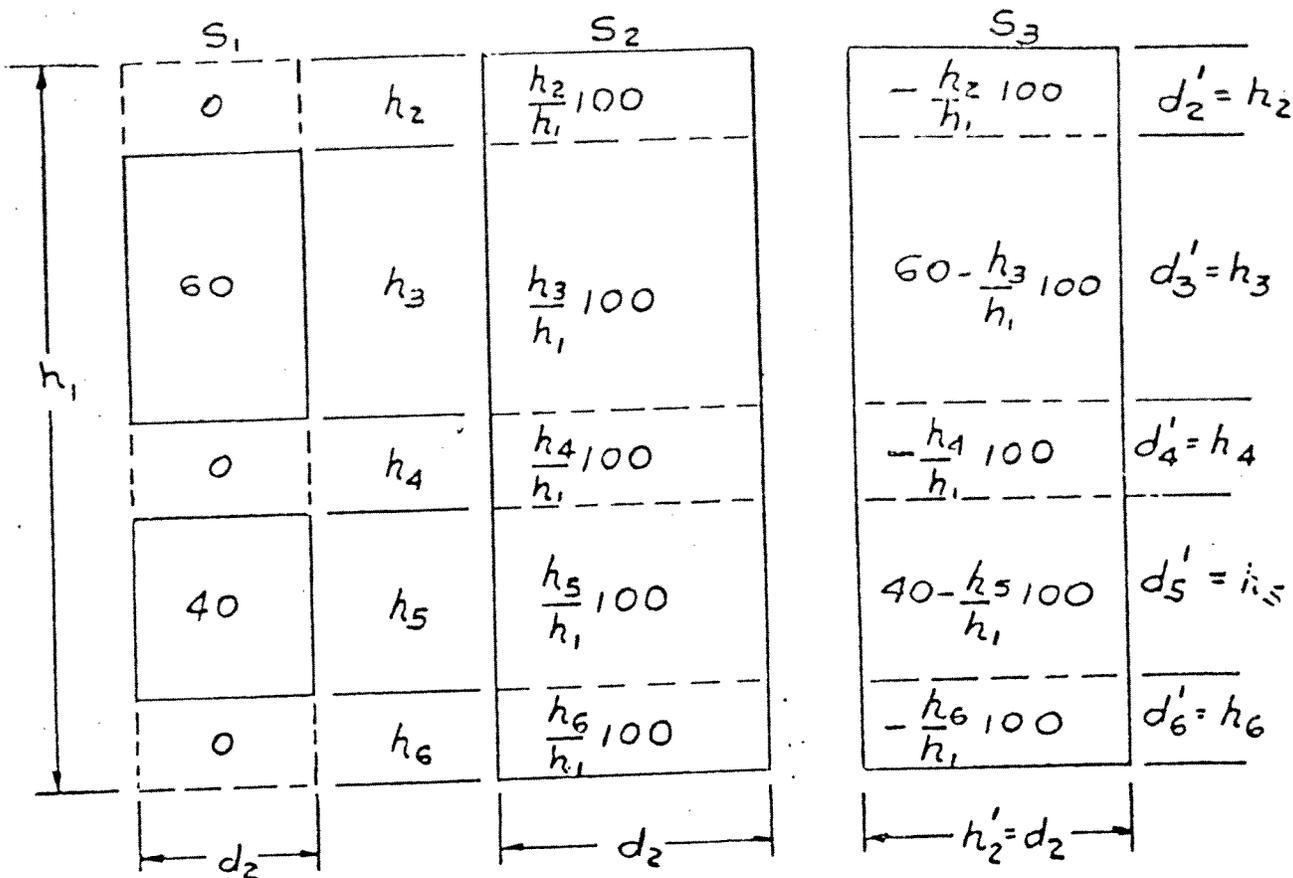 S₁ S₂ S₃
0 h₂ h₂/h₁ 100 - h₂/h₁ 100 d₂' = h₂
60 h₃ h₃/h₁ 100 60 - h₃/h₁ 100 d₃' = h₃
h₁
0 h₄ h₄/h₁ 100 - h₄/h₁ 100 d₄' = h₄
40 h₅ h₅/h₁ 100 40 - h₅/h₁ 100 d₅' = h₅
0 h₆ h₆/h₁ 100 - h₆/h₁ 100 d₆' = h₆
d₂ d₂ h₂' = d₂